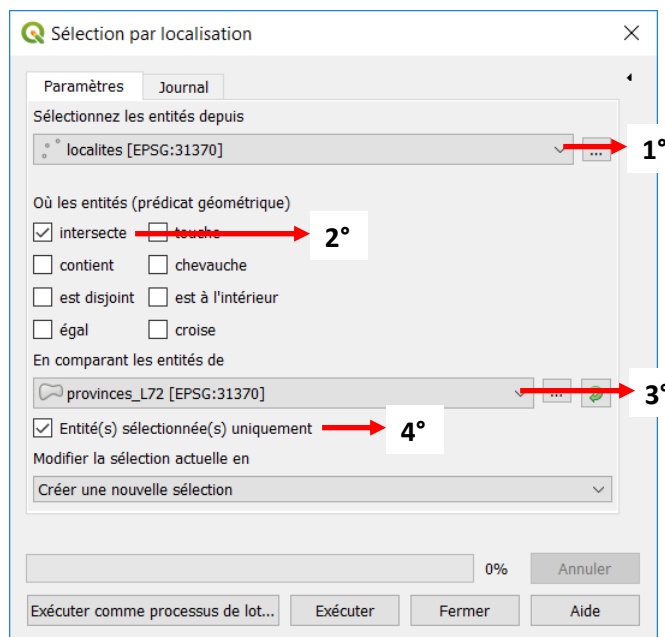 Sélection par localisation
Paramètres Journal
Sélectionnez les entités depuis
localites [EPSG:31370] ... 1°
Où les entités (prédicat géométrique)
intersecte touche 2°
contient chevauche
est disjoint est à l'intérieur
égal croise
En comparant les entités de
provinces_L72 [EPSG:31370] ... 3°
Entité(s) sélectionnée(s) uniquement 4°
Modifier la sélection actuelle en
Créer une nouvelle sélection
0% Annuler
Exécuter comme processus de lot... Exécuter Fermer Aide